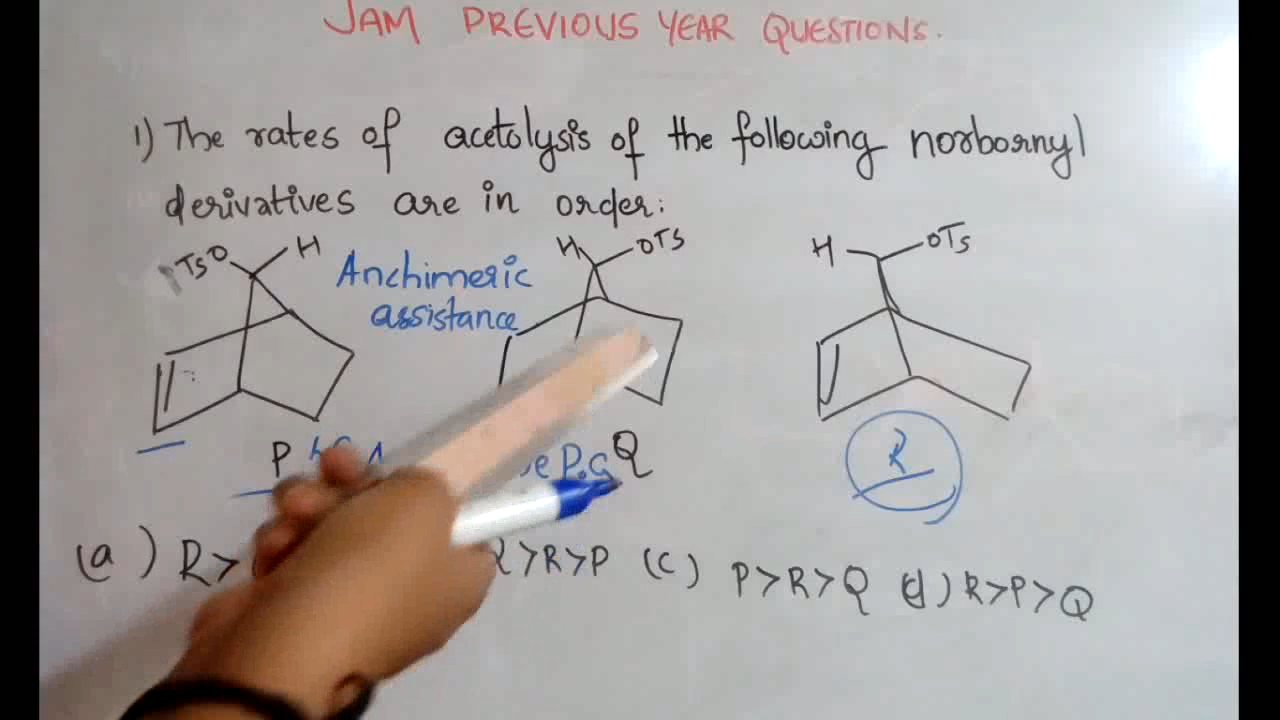 JAM PREVIOUS YEAR QUESTIONS.
1) The rates of acetolysis of the following norbornyl
derivatives are in order:
TsO H
H OTs
H OTs
Anchimeric
assistance
P
P.G Q
R
(a) R> >R>P (c) P>R>Q (d) R>P>Q